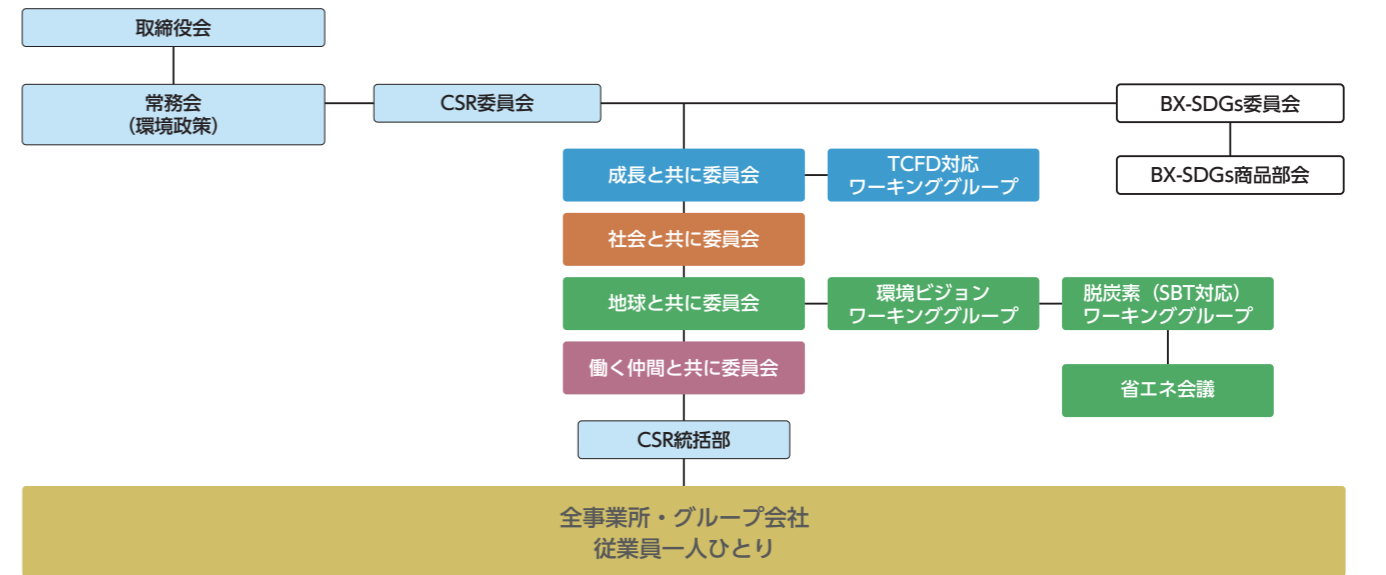 取締役会
常務会
（環境政策）
CSR委員会
BX-SDGs委員会
BX-SDGs商品部会
成長と共に委員会
TCFD対応
ワーキンググループ
社会と共に委員会
地球と共に委員会
環境ビジョン
ワーキンググループ
脱炭素（SBT対応）
ワーキンググループ
働く仲間と共に委員会
省エネ会議
CSR統括部
全事業所・グループ会社
従業員一人ひとり